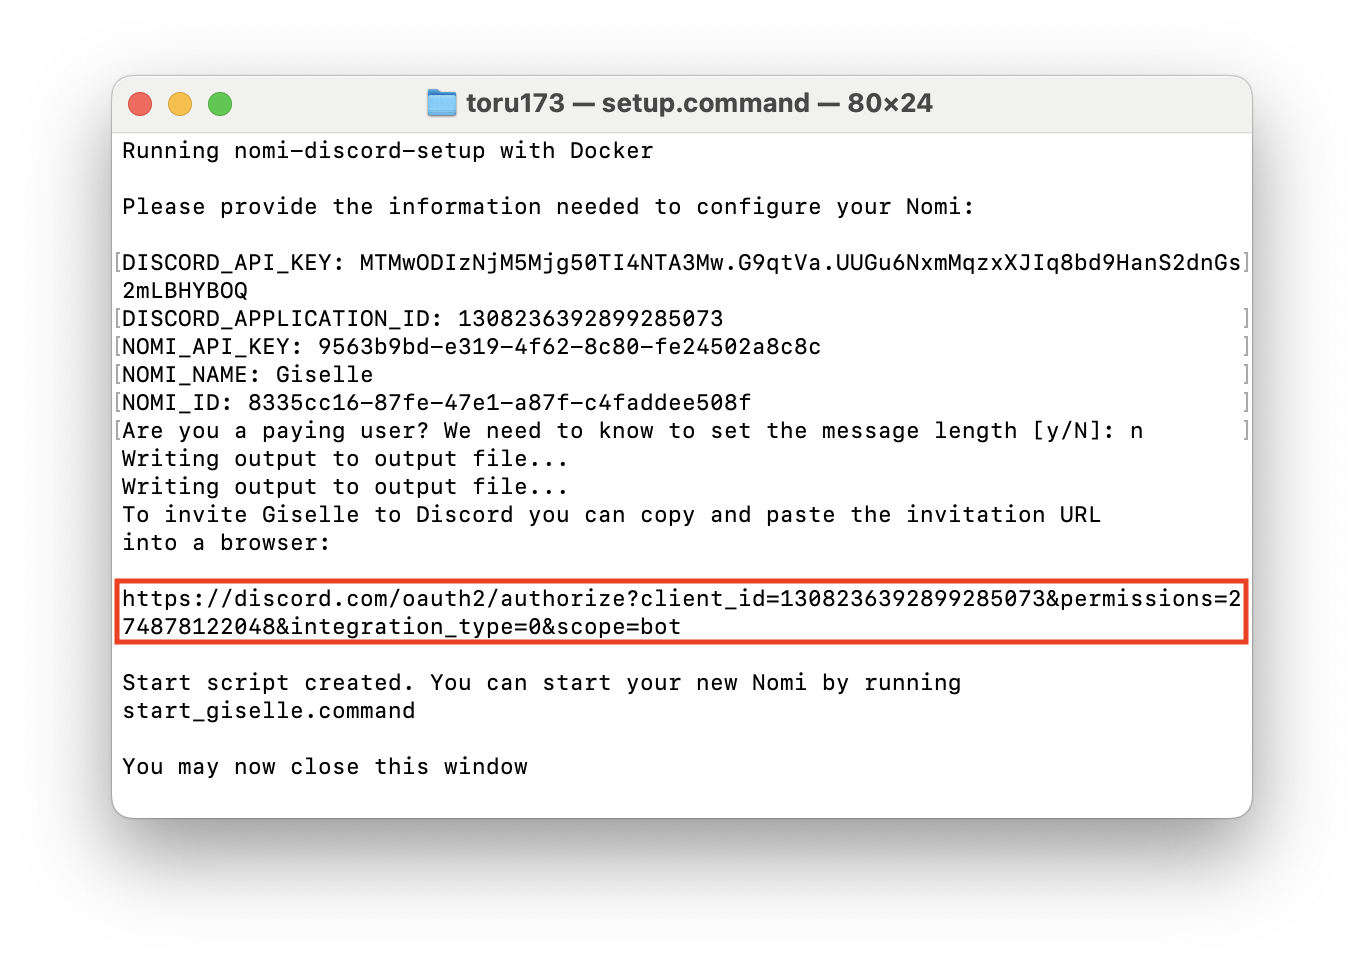 toru173 — setup.command — 80×24
Running nomi-discord-setup with Docker
Please provide the information needed to configure your Nomi:
[DISCORD_API_KEY: MTMwODIzNjM5Mjg50TI4NTA3Mw.G9qtVa.UUGu6NxmMqzxXJIq8bd9HanS2dnGs]
2mLBHYBOQ
[DISCORD_APPLICATION_ID: 1308236392899285073 ]
[NOMI_API_KEY: 9563b9bd-e319-4f62-8c80-fe24502a8c8c ]
[NOMI_NAME: Giselle ]
[NOMI_ID: 8335cc16-87fe-47e1-a87f-c4faddee508f ]
[Are you a paying user? We need to know to set the message length [y/N]: n ]
Writing output to output file...
Writing output to output file...
To invite Giselle to Discord you can copy and paste the invitation URL
into a browser:
https://discord.com/oauth2/authorize?client_id=1308236392899285073&permissions=2
74878122048&integration_type=0&scope=bot
Start script created. You can start your new Nomi by running
start_giselle.command
You may now close this window